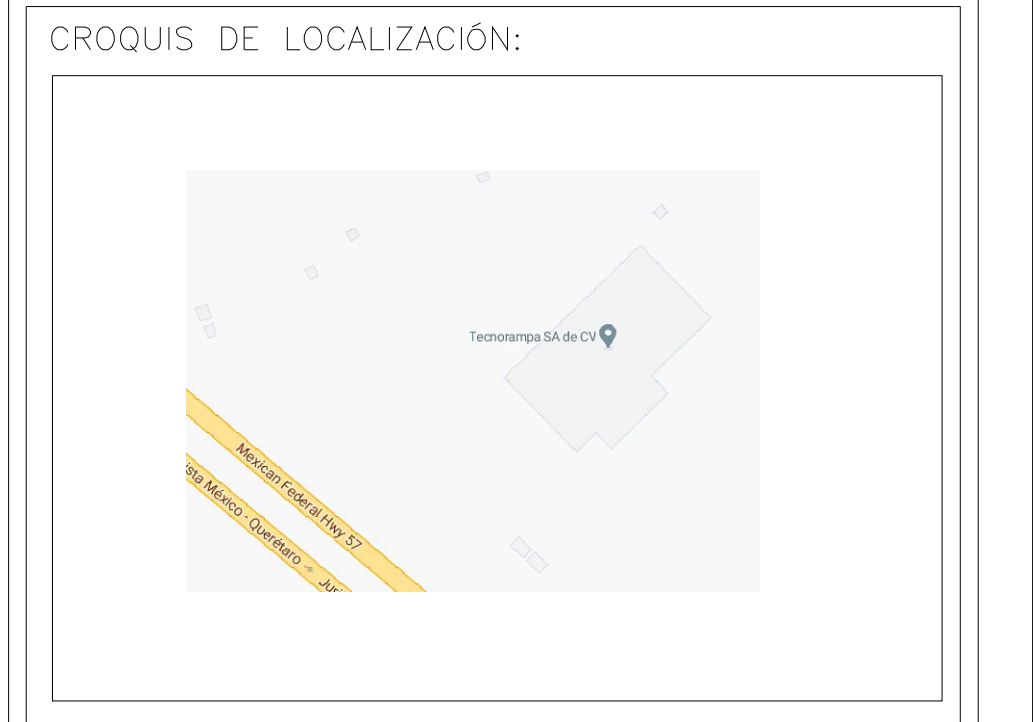 CROQUIS DE LOCALIZACIÓN:
Tecnorampa SA de CV
Mexican Federal Hwy 57
ista México - Querétaro